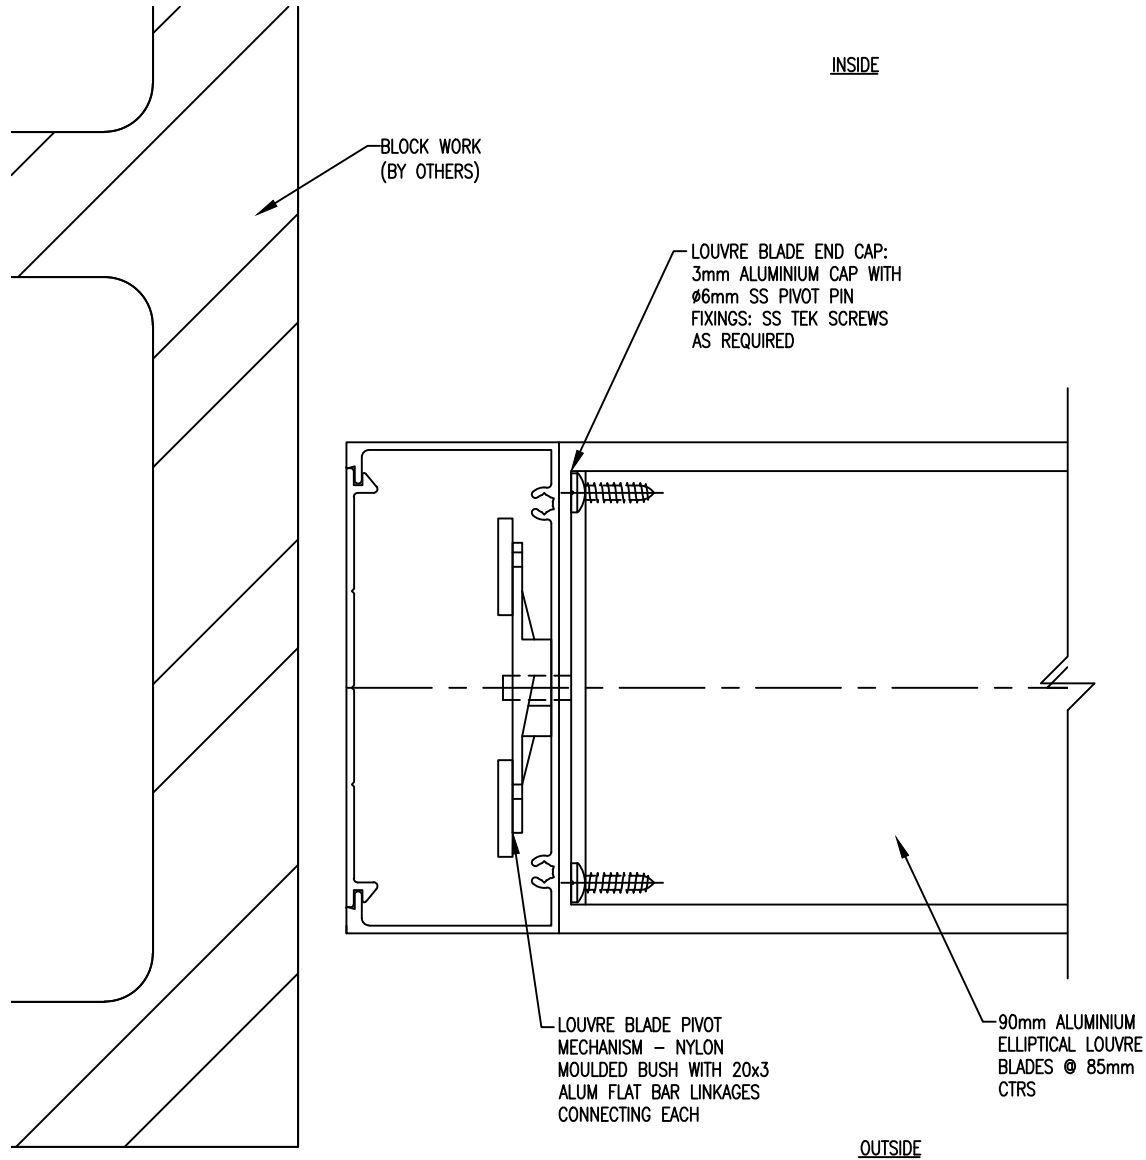 INSIDE
BLOCK WORK
(BY OTHERS)
LOUVRE BLADE END CAP:
3mm ALUMINIUM CAP WITH
ø6mm SS PIVOT PIN
FIXINGS: SS TEK SCREWS
AS REQUIRED
LOUVRE BLADE PIVOT
MECHANISM – NYLON
MOULDED BUSH WITH 20x3
ALUM FLAT BAR LINKAGES
CONNECTING EACH
90mm ALUMINIUM
ELLIPTICAL LOUVRE
BLADES @ 85mm
CTRS
OUTSIDE